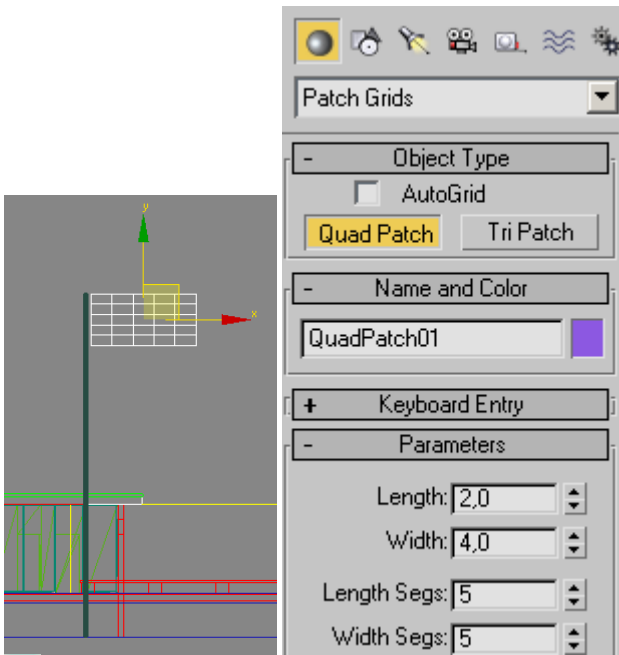 Patch Grids
- Object Type
AutoGrid
Quad Patch Tri Patch
- Name and Color
QuadPatch01
+ Keyboard Entry
- Parameters
Length: 2,0
Width: 4,0
Length Segs: 5
Width Segs: 5
y
x